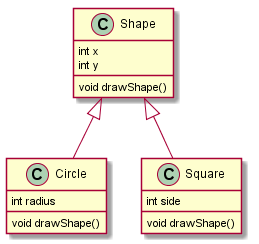 C Shape
int x
int y
void drawShape()
C Circle
int radius
void drawShape()
C Square
int side
void drawShape()